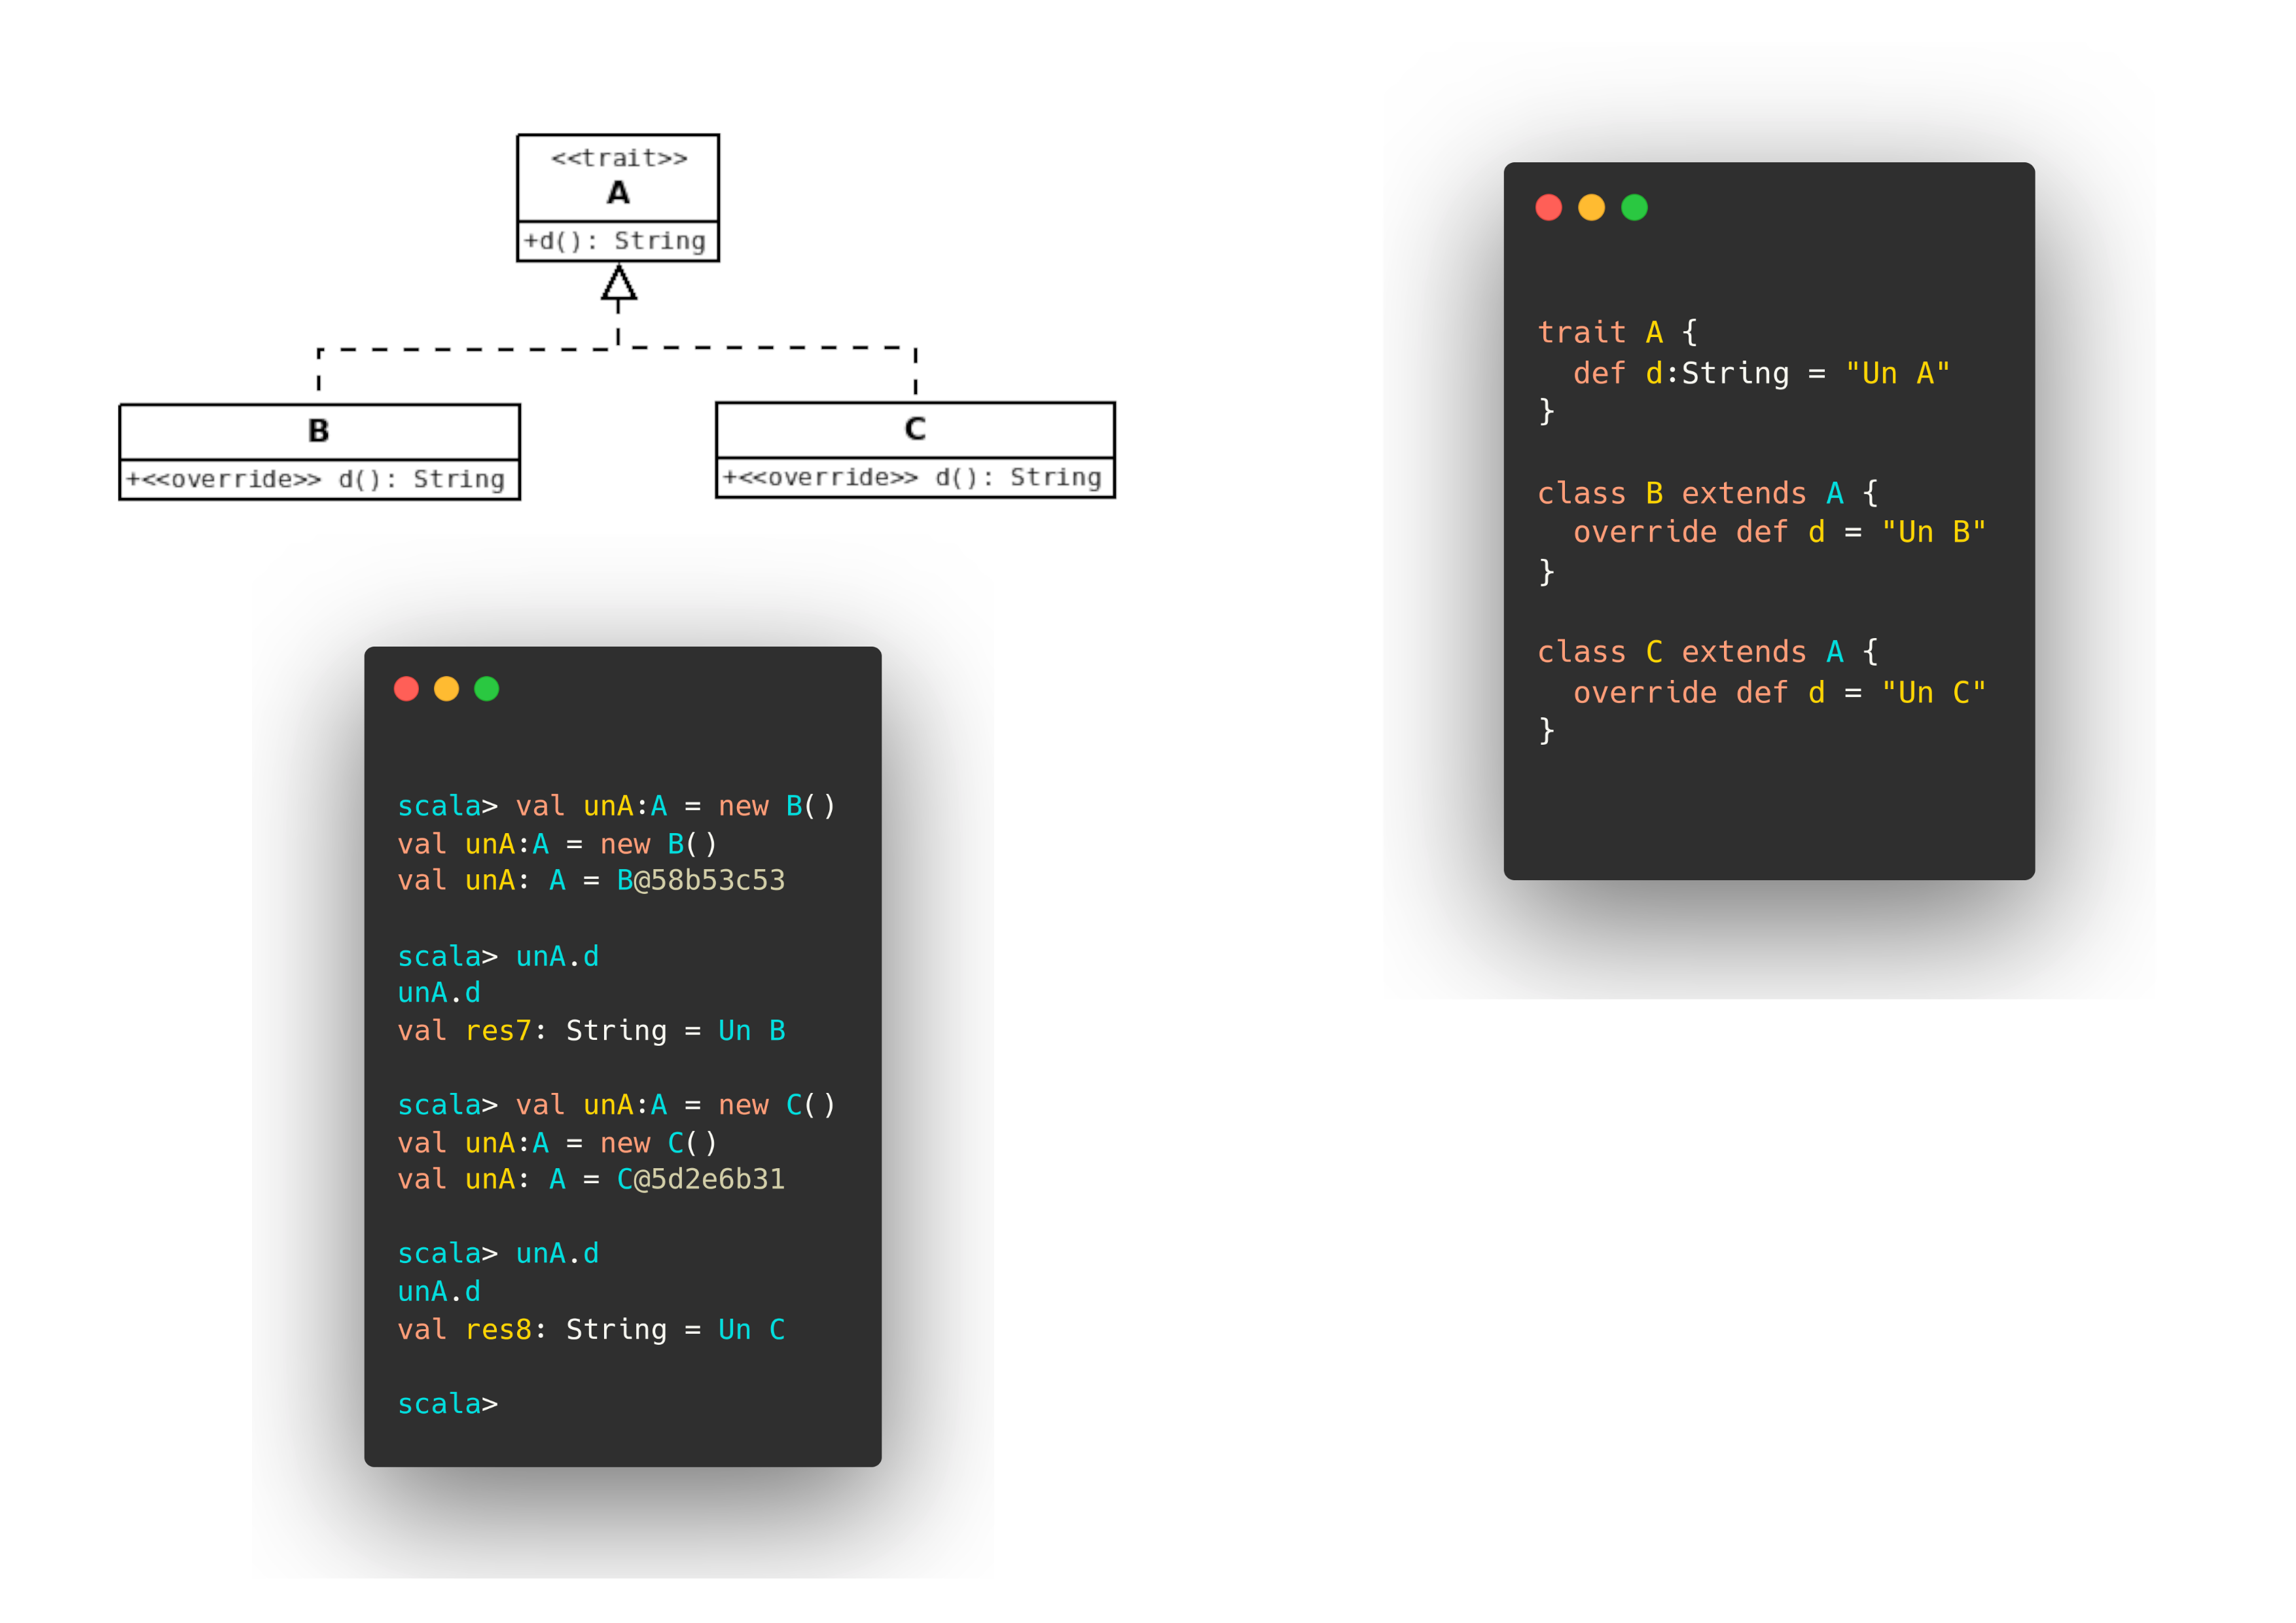 <<trait>>
A
+d(): String
B
+<<override>> d(): String
C
+<<override>> d(): String
scala> val unA:A = new B()
val unA:A = new B()
val unA: A = B@58b53c53
scala> unA.d
unA.d
val res7: String = Un B
scala> val unA:A = new C()
val unA:A = new C()
val unA: A = C@5d2e6b31
scala> unA.d
unA.d
val res8: String = Un C
scala>
trait A {
  def d:String = "Un A"
}
class B extends A {
  override def d = "Un B"
}
class C extends A {
  override def d = "Un C"
}